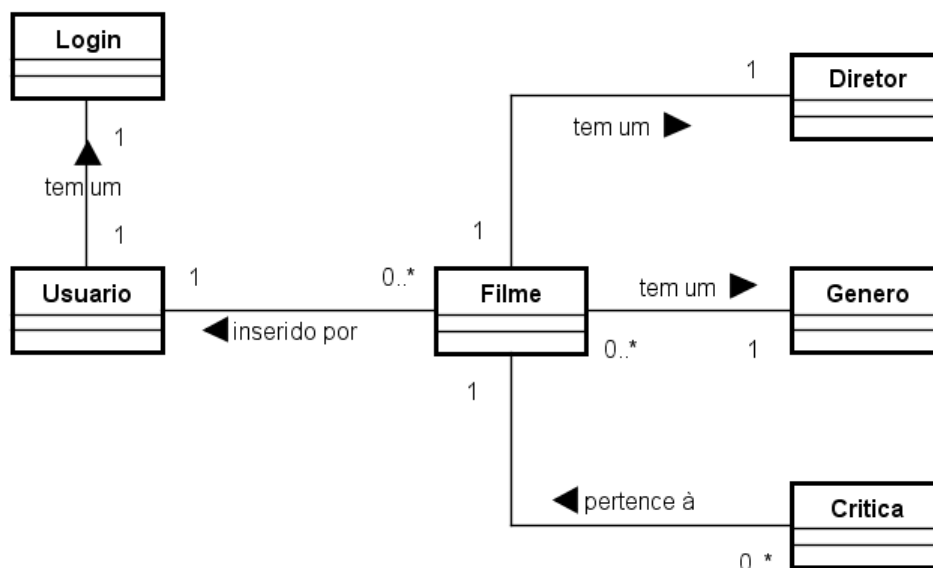 Login
1
tem um
1
Usuario
1
0..*
inserido por
Filme
1
tem um
1
Diretor
tem um
0..*
1
Genero
1
pertence à
0..*
Critica